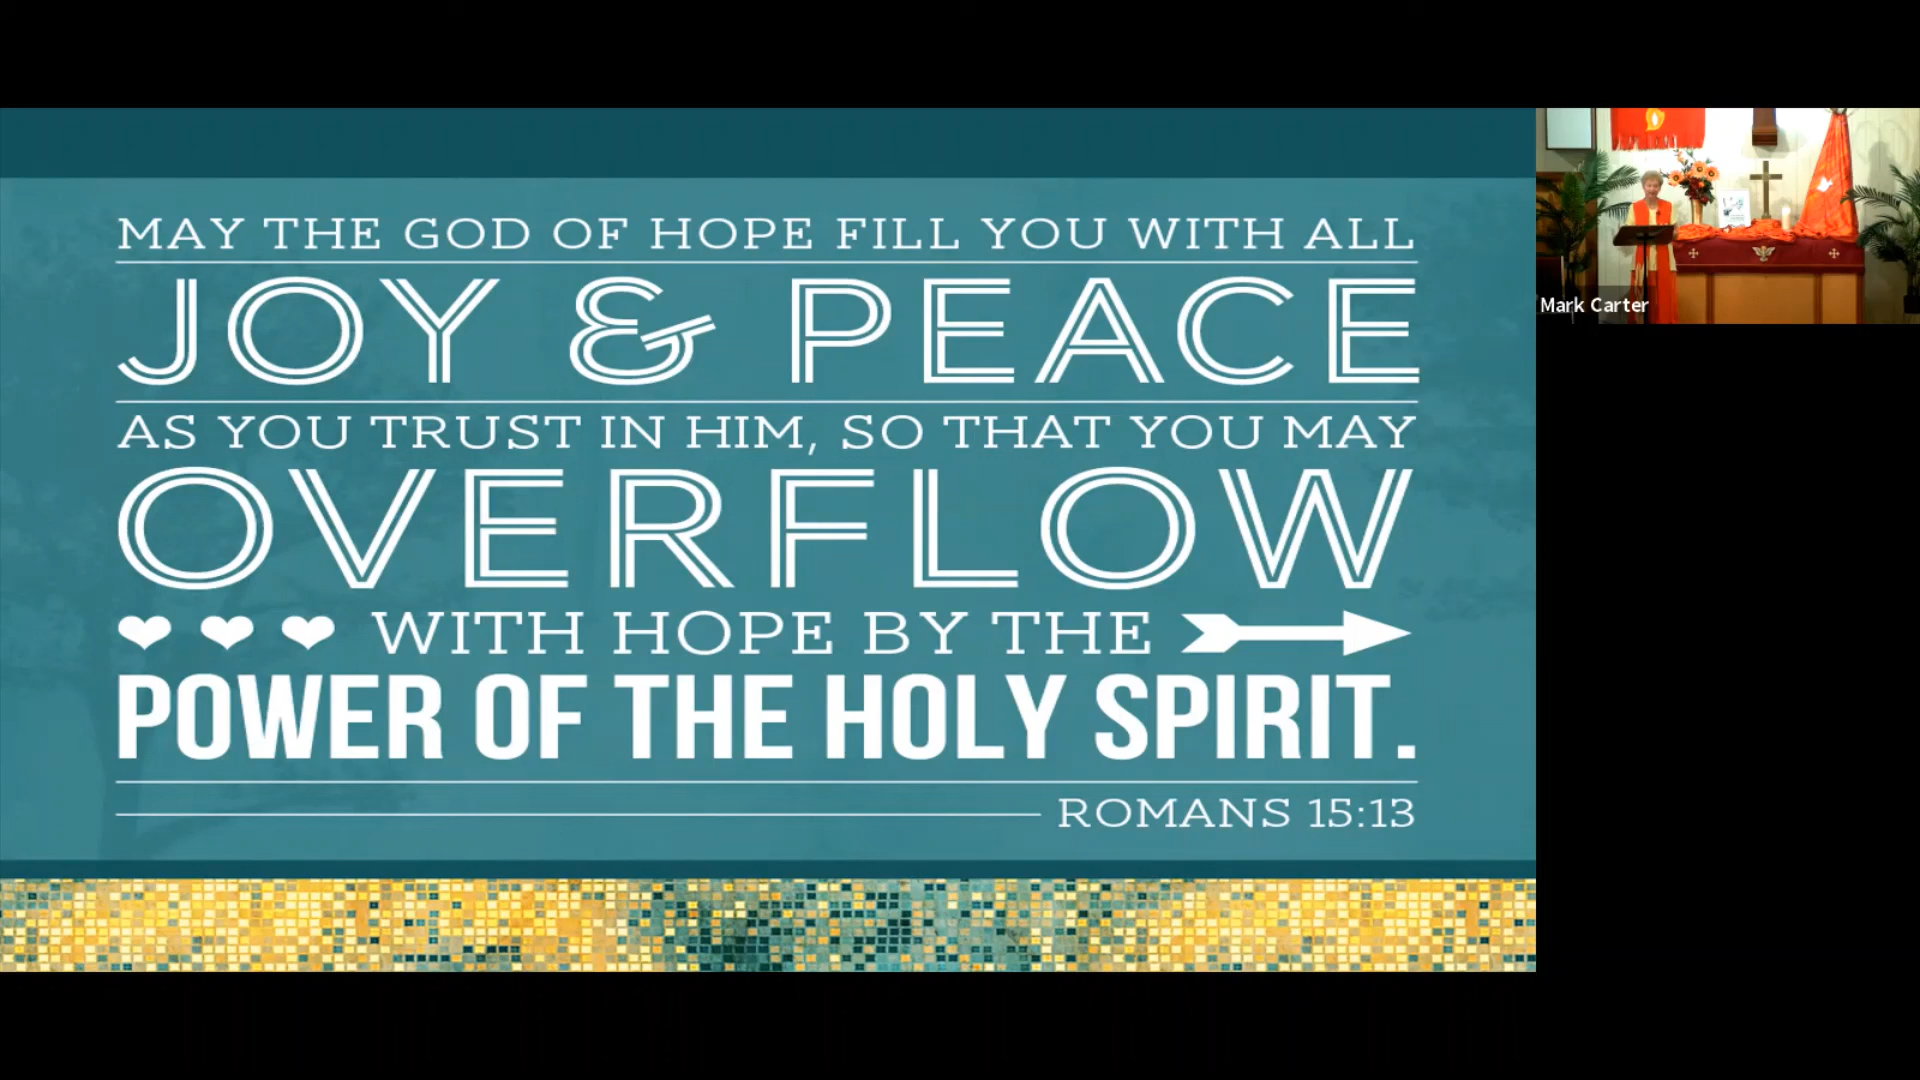 MAY THE GOD OF HOPE FILL YOU WITH ALL
JOY & PEACE
AS YOU TRUST IN HIM, SO THAT YOU MAY
OVERFLOW
WITH HOPE BY THE
POWER OF THE HOLY SPIRIT.
ROMANS 15:13
Mark Carter